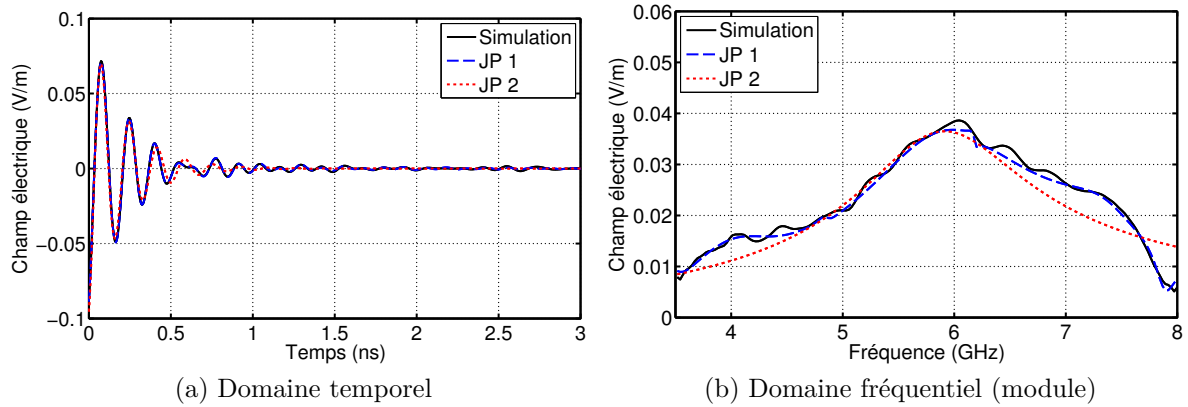 Champ électrique (V/m)
0.05
0
−0.05
−0.1
0
0.5
1
1.5
2
2.5
3
Temps (ns)
Simulation
JP 1
JP 2
(a) Domaine temporel
Champ électrique (V/m)
0.06
0.05
0.04
0.03
0.02
0.01
0
4
5
6
7
8
Fréquence (GHz)
Simulation
JP 1
JP 2
(b) Domaine fréquentiel (module)